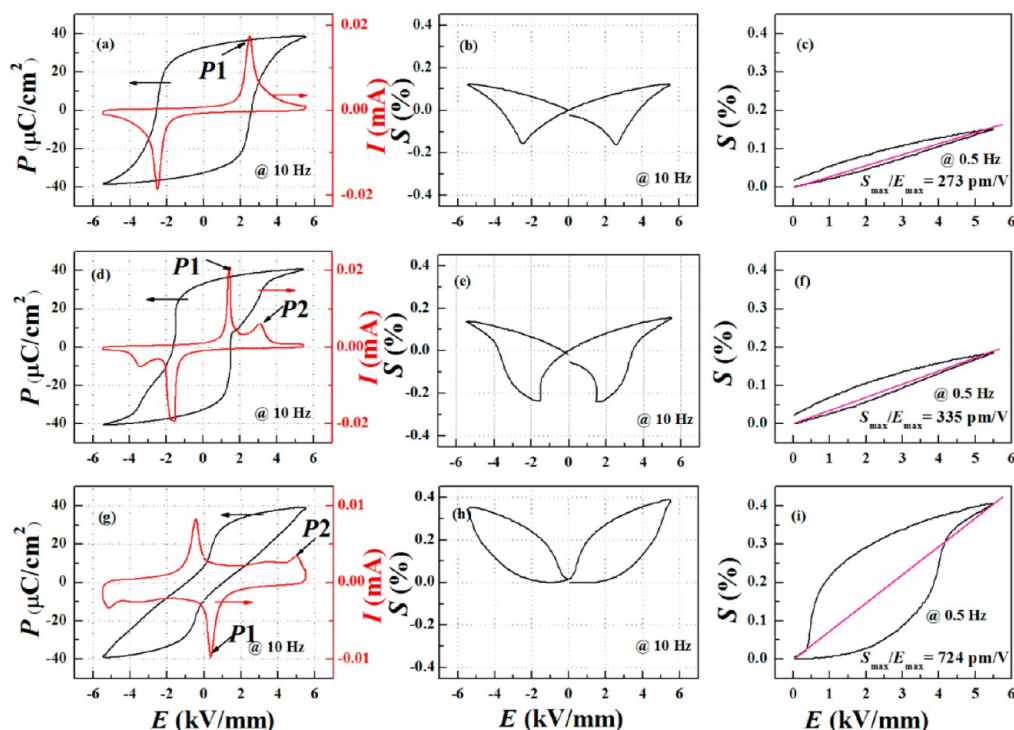 (a)
P1
@ 10 Hz
P (μC/cm²)
40
20
0
-20
-40
I (mA)
0.02
0.00
-0.02
-6 -4 -2 0 2 4 6
(b)
@ 10 Hz
S (%)
0.4
0.2
0.0
-0.2
-0.4
-6 -4 -2 0 2 4 6
(c)
@ 0.5 Hz
Smax/Emax = 273 pm/V
S (%)
0.4
0.3
0.2
0.1
0.0
0 1 2 3 4 5 6
(d)
P1
P2
@ 10 Hz
P (μC/cm²)
40
20
0
-20
-40
I (mA)
0.02
0.00
-0.02
-6 -4 -2 0 2 4 6
(e)
@ 10 Hz
S (%)
0.4
0.2
0.0
-0.2
-0.4
-6 -4 -2 0 2 4 6
(f)
@ 0.5 Hz
Smax/Emax = 335 pm/V
S (%)
0.4
0.3
0.2
0.1
0.0
0 1 2 3 4 5 6
(g)
P2
P1
@ 10 Hz
P (μC/cm²)
40
20
0
-20
-40
I (mA)
0.01
0.00
-0.01
-6 -4 -2 0 2 4 6
E (kV/mm)
(h)
@ 10 Hz
S (%)
0.4
0.2
0.0
-0.2
-0.4
-6 -4 -2 0 2 4 6
E (kV/mm)
(i)
@ 0.5 Hz
Smax/Emax = 724 pm/V
S (%)
0.4
0.3
0.2
0.1
0.0
0 1 2 3 4 5 6
E (kV/mm)